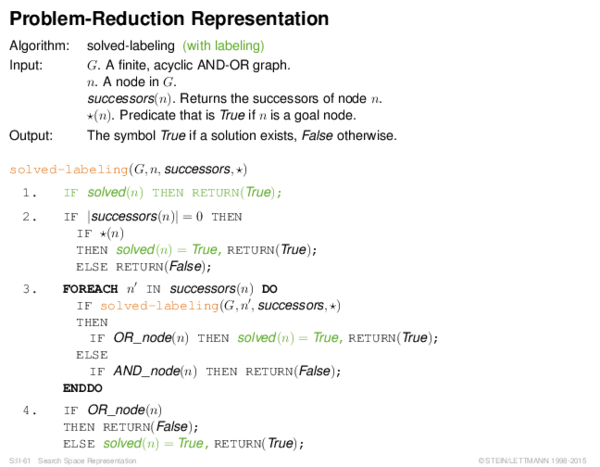 Problem-Reduction Representation
Algorithm: solved-labeling (with labeling)
Input: G. A finite, acyclic AND-OR graph.
n. A node in G.
successors(n). Returns the successors of node n.
⋆(n). Predicate that is True if n is a goal node.
Output: The symbol True if a solution exists, False otherwise.
solved-labeling(G, n, successors, ⋆)
1. IF solved(n) THEN RETURN(True);
2. IF |successors(n)| = 0 THEN
IF ⋆(n)
THEN solved(n) = True, RETURN(True);
ELSE RETURN(False);
3. FOREACH n′ IN successors(n) DO
IF solved-labeling(G, n′, successors, ⋆)
THEN
IF OR_node(n) THEN solved(n) = True, RETURN(True);
ELSE
IF AND_node(n) THEN RETURN(False);
ENDDO
4. IF OR_node(n)
THEN RETURN(False);
ELSE solved(n) = True, RETURN(True);
S:II-61 Search Space Representation ©STEIN/LETTMANN 1998-2015